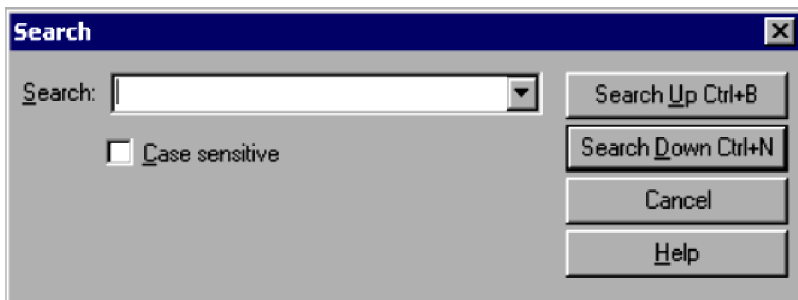 Search
Search:
Search Up Ctrl+B
Case sensitive
Search Down Ctrl+N
Cancel
Help